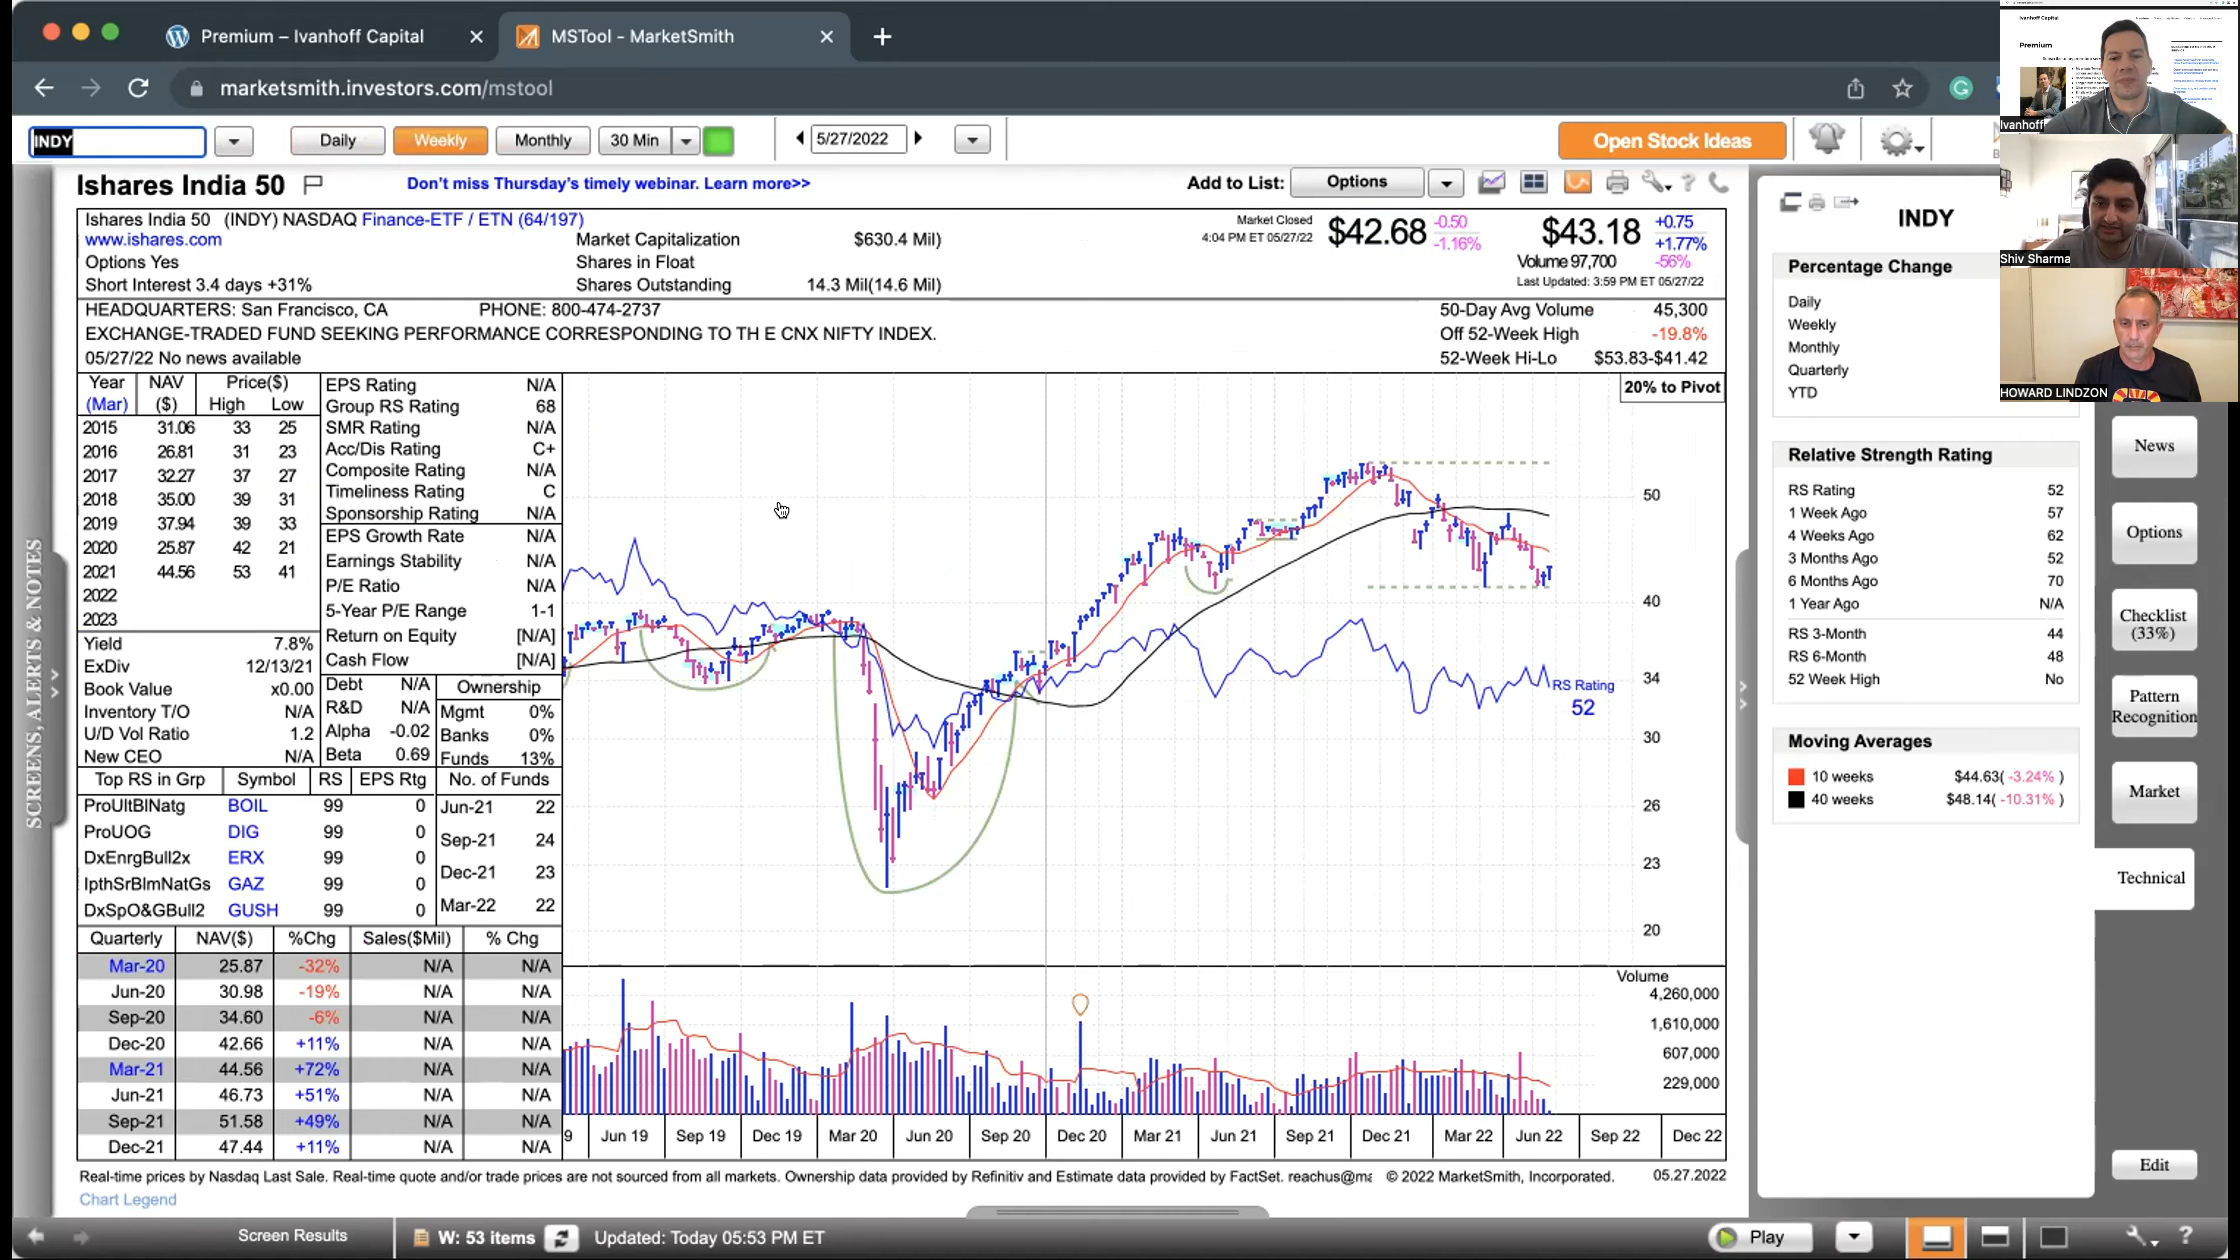 Premium – Ivanhoff Capital
MSTool - MarketSmith
marketsmith.investors.com/mstool
INDY
Daily
Weekly
Monthly
30 Min
5/27/2022
Open Stock Ideas
Ishares India 50
Don't miss Thursday's timely webinar. Learn more>>
Add to List:
Options
Ishares India 50 (INDY) NASDAQ Finance-ETF / ETN (64/197)
www.ishares.com
Options Yes
Short Interest 3.4 days +31%
Market Capitalization $630.4 Mil)
Shares in Float
Shares Outstanding 14.3 Mil(14.6 Mil)
Market Closed
4:04 PM ET 05/27/22
$42.68 -0.50
-1.16%
$43.18 +0.75
+1.77%
Volume 97,700 -56%
Last Updated: 3:59 PM ET 05/27/22
HEADQUARTERS: San Francisco, CA PHONE: 800-474-2737
EXCHANGE-TRADED FUND SEEKING PERFORMANCE CORRESPONDING TO TH E CNX NIFTY INDEX.
05/27/22 No news available
50-Day Avg Volume 45,300
Off 52-Week High -19.8%
52-Week Hi-Lo $53.83-$41.42
Year NAV Price($)
(Mar) ($) High Low
2015 31.06 33 25
2016 26.81 31 23
2017 32.27 37 27
2018 35.00 39 31
2019 37.94 39 33
2020 25.87 42 21
2021 44.56 53 41
2022
2023
EPS Rating N/A
Group RS Rating 68
SMR Rating N/A
Acc/Dis Rating C+
Composite Rating N/A
Timeliness Rating C
Sponsorship Rating N/A
EPS Growth Rate N/A
Earnings Stability N/A
P/E Ratio N/A
5-Year P/E Range 1-1
Return on Equity [N/A]
Cash Flow [N/A]
Yield 7.8%
ExDiv 12/13/21
Book Value x0.00
Inventory T/O N/A
U/D Vol Ratio 1.2
New CEO N/A
Debt N/A
R&D N/A
Alpha -0.02
Beta 0.69
Ownership
Mgmt 0%
Banks 0%
Funds 13%
Top RS in Grp Symbol RS EPS Rtg
ProUltBlNatg BOIL 99 0
ProUOG DIG 99 0
DxEnrgBull2x ERX 99 0
IpthSrBlmNatGs GAZ 99 0
DxSpO&GBull2 GUSH 99 0
No. of Funds
Jun-21 22
Sep-21 24
Dec-21 23
Mar-22 22
Quarterly NAV($) %Chg Sales($Mil) % Chg
Mar-20 25.87 -32% N/A N/A
Jun-20 30.98 -19% N/A N/A
Sep-20 34.60 -6% N/A N/A
Dec-20 42.66 +11% N/A N/A
Mar-21 44.56 +72% N/A N/A
Jun-21 46.73 +51% N/A N/A
Sep-21 51.58 +49% N/A N/A
Dec-21 47.44 +11% N/A N/A
20% to Pivot
50
40
34
30
26
23
20
RS Rating
52
Volume
4,260,000
1,610,000
607,000
229,000
9 Jun 19 Sep 19 Dec 19 Mar 20 Jun 20 Sep 20 Dec 20 Mar 21 Jun 21 Sep 21 Dec 21 Mar 22 Jun 22 Sep 22 Dec 22
Real-time prices by Nasdaq Last Sale. Real-time quote and/or trade prices are not sourced from all markets. Ownership data provided by Refinitiv and Estimate data provided by FactSet. reachus@ma © 2022 MarketSmith, Incorporated. 05.27.2022
Chart Legend
SCREENS, ALERTS & NOTES
INDY
Percentage Change
Daily
Weekly
Monthly
Quarterly
YTD
Relative Strength Rating
RS Rating 52
1 Week Ago 57
4 Weeks Ago 62
3 Months Ago 52
6 Months Ago 70
1 Year Ago N/A
RS 3-Month 44
RS 6-Month 48
52 Week High No
Moving Averages
10 weeks $44.63( -3.24% )
40 weeks $48.14( -10.31% )
News
Options
Checklist
(33%)
Pattern
Recognition
Market
Technical
Edit
Ivanhoff Capital
Premium
Ivanhoff
Shiv Sharma
HOWARD LINDZON
Screen Results
W: 53 items
Updated: Today 05:53 PM ET
Play